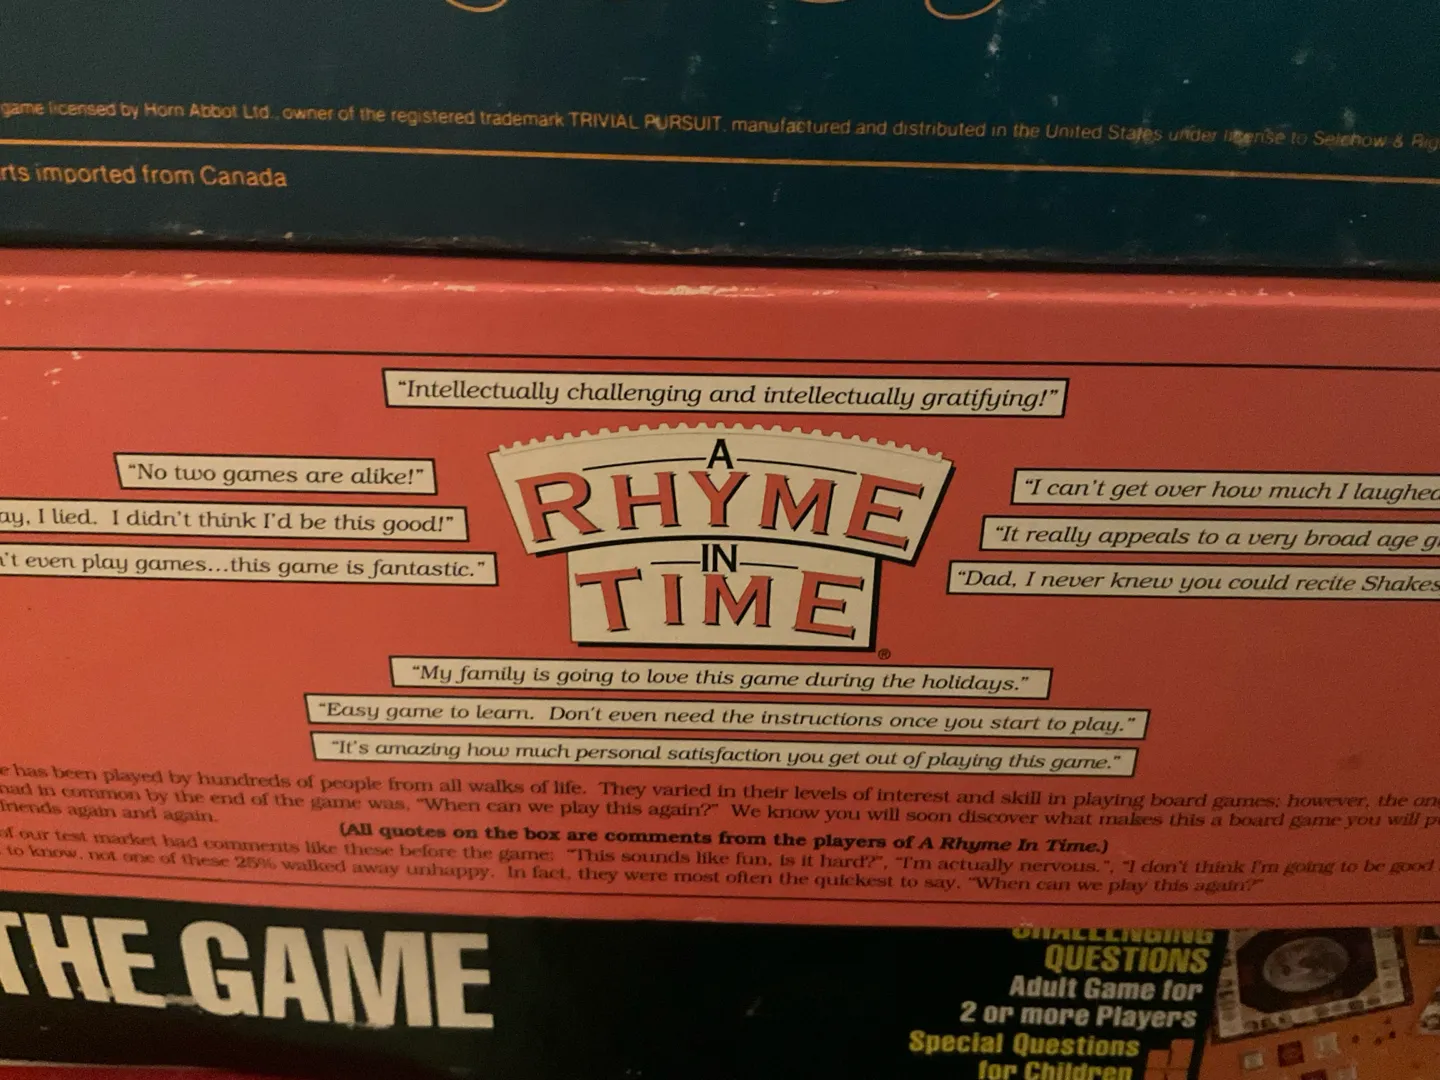 game licensed by Horn Abbot Ltd., owner of the registered trademark TRIVIAL PURSUIT, manufactured and distributed in the United States under license to Selchow & Rig
rts imported from Canada
"Intellectually challenging and intellectually gratifying!"
"No two games are alike!"
ay, I lied. I didn't think I'd be this good!"
't even play games...this game is fantastic."
A
RHYME
IN
TIME
®
"I can't get over how much I laughed
"It really appeals to a very broad age g
"Dad, I never knew you could recite Shakes
"My family is going to love this game during the holidays."
"Easy game to learn. Don't even need the instructions once you start to play."
"It's amazing how much personal satisfaction you get out of playing this game."
e has been played by hundreds of people from all walks of life. They varied in their levels of interest and skill in playing board games; however, the on
had in common by the end of the game was, "When can we play this again?" We know you will soon discover what makes this a board game you will p
friends again and again.
(All quotes on the box are comments from the players of A Rhyme In Time.)
of our test market had comments like these before the game: "This sounds like fun, is it hard?", "I'm actually nervous.", "I don't think I'm going to be good
to know, not one of these 25% walked away unhappy. In fact, they were most often the quickest to say, "When can we play this again?"
THE GAME
CHALLENGING
QUESTIONS
Adult Game for
2 or more Players
Special Questions
for Children